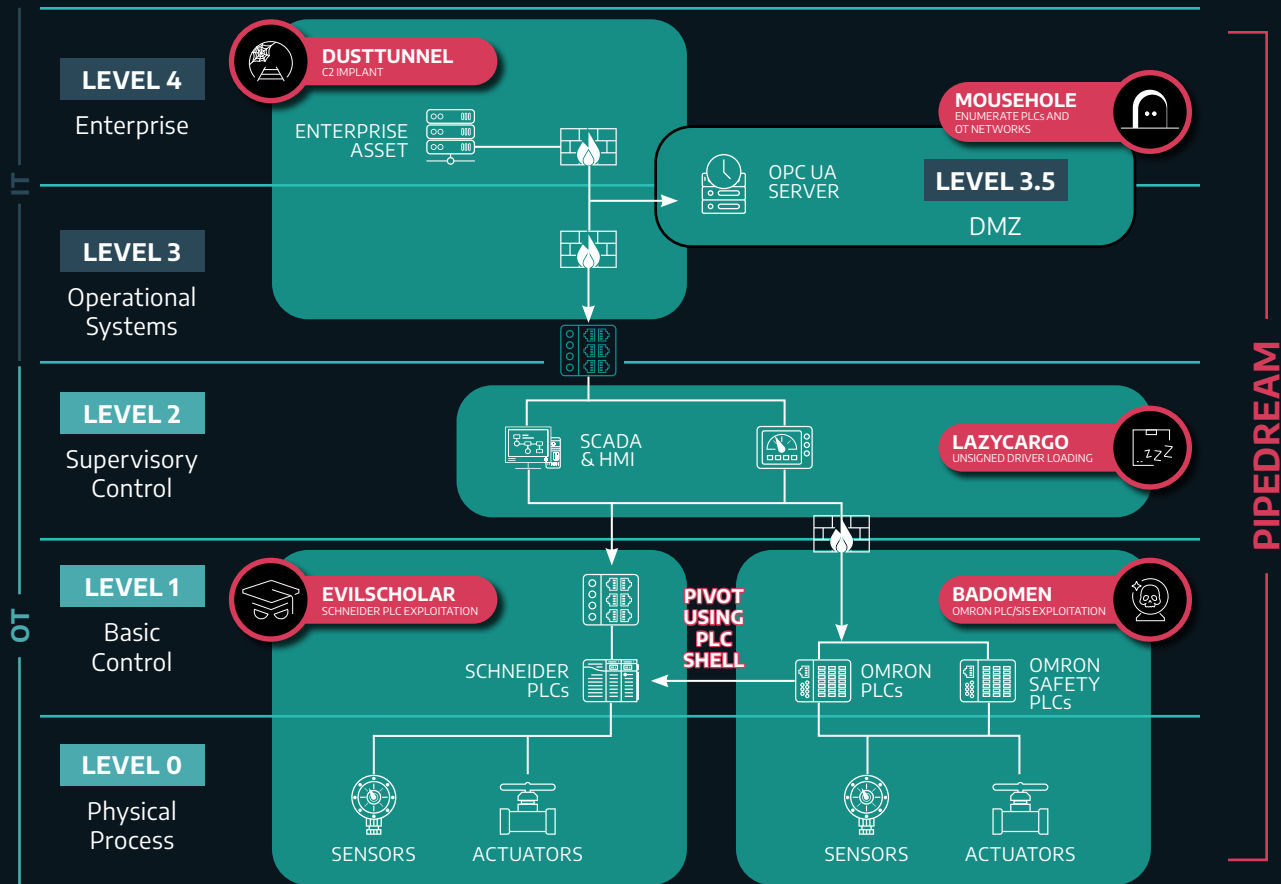 IT
OT
LEVEL 4
Enterprise
DUSTTUNNEL
C2 IMPLANT
ENTERPRISE
ASSET
MOUSEHOLE
ENUMERATE PLCs AND
OT NETWORKS
OPC UA
SERVER
LEVEL 3.5
DMZ
LEVEL 3
Operational
Systems
LEVEL 2
Supervisory
Control
SCADA
& HMI
LAZYCARGO
UNSIGNED DRIVER LOADING
zZZ
LEVEL 1
Basic
Control
EVILSCHOLAR
SCHNEIDER PLC EXPLOITATION
PIVOT
USING
PLC
SHELL
BADOMEN
OMRON PLC/SIS EXPLOITATION
SCHNEIDER
PLCs
OMRON
PLCs
OMRON
SAFETY
PLCs
LEVEL 0
Physical
Process
SENSORS
ACTUATORS
SENSORS
ACTUATORS
PIPEDREAM